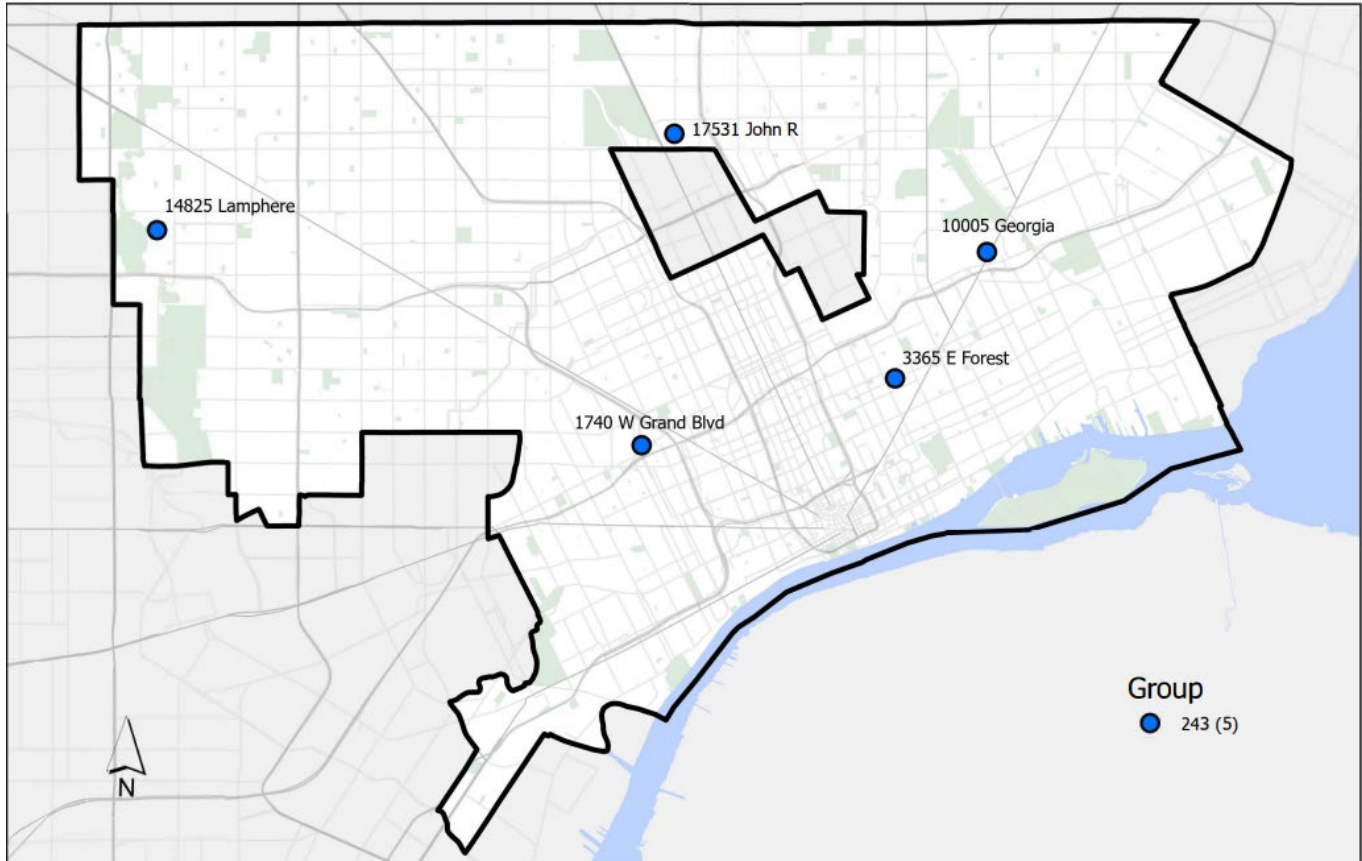 17531 John R
14825 Lamphere
10005 Georgia
3365 E Forest
1740 W Grand Blvd
Group
243 (5)
N